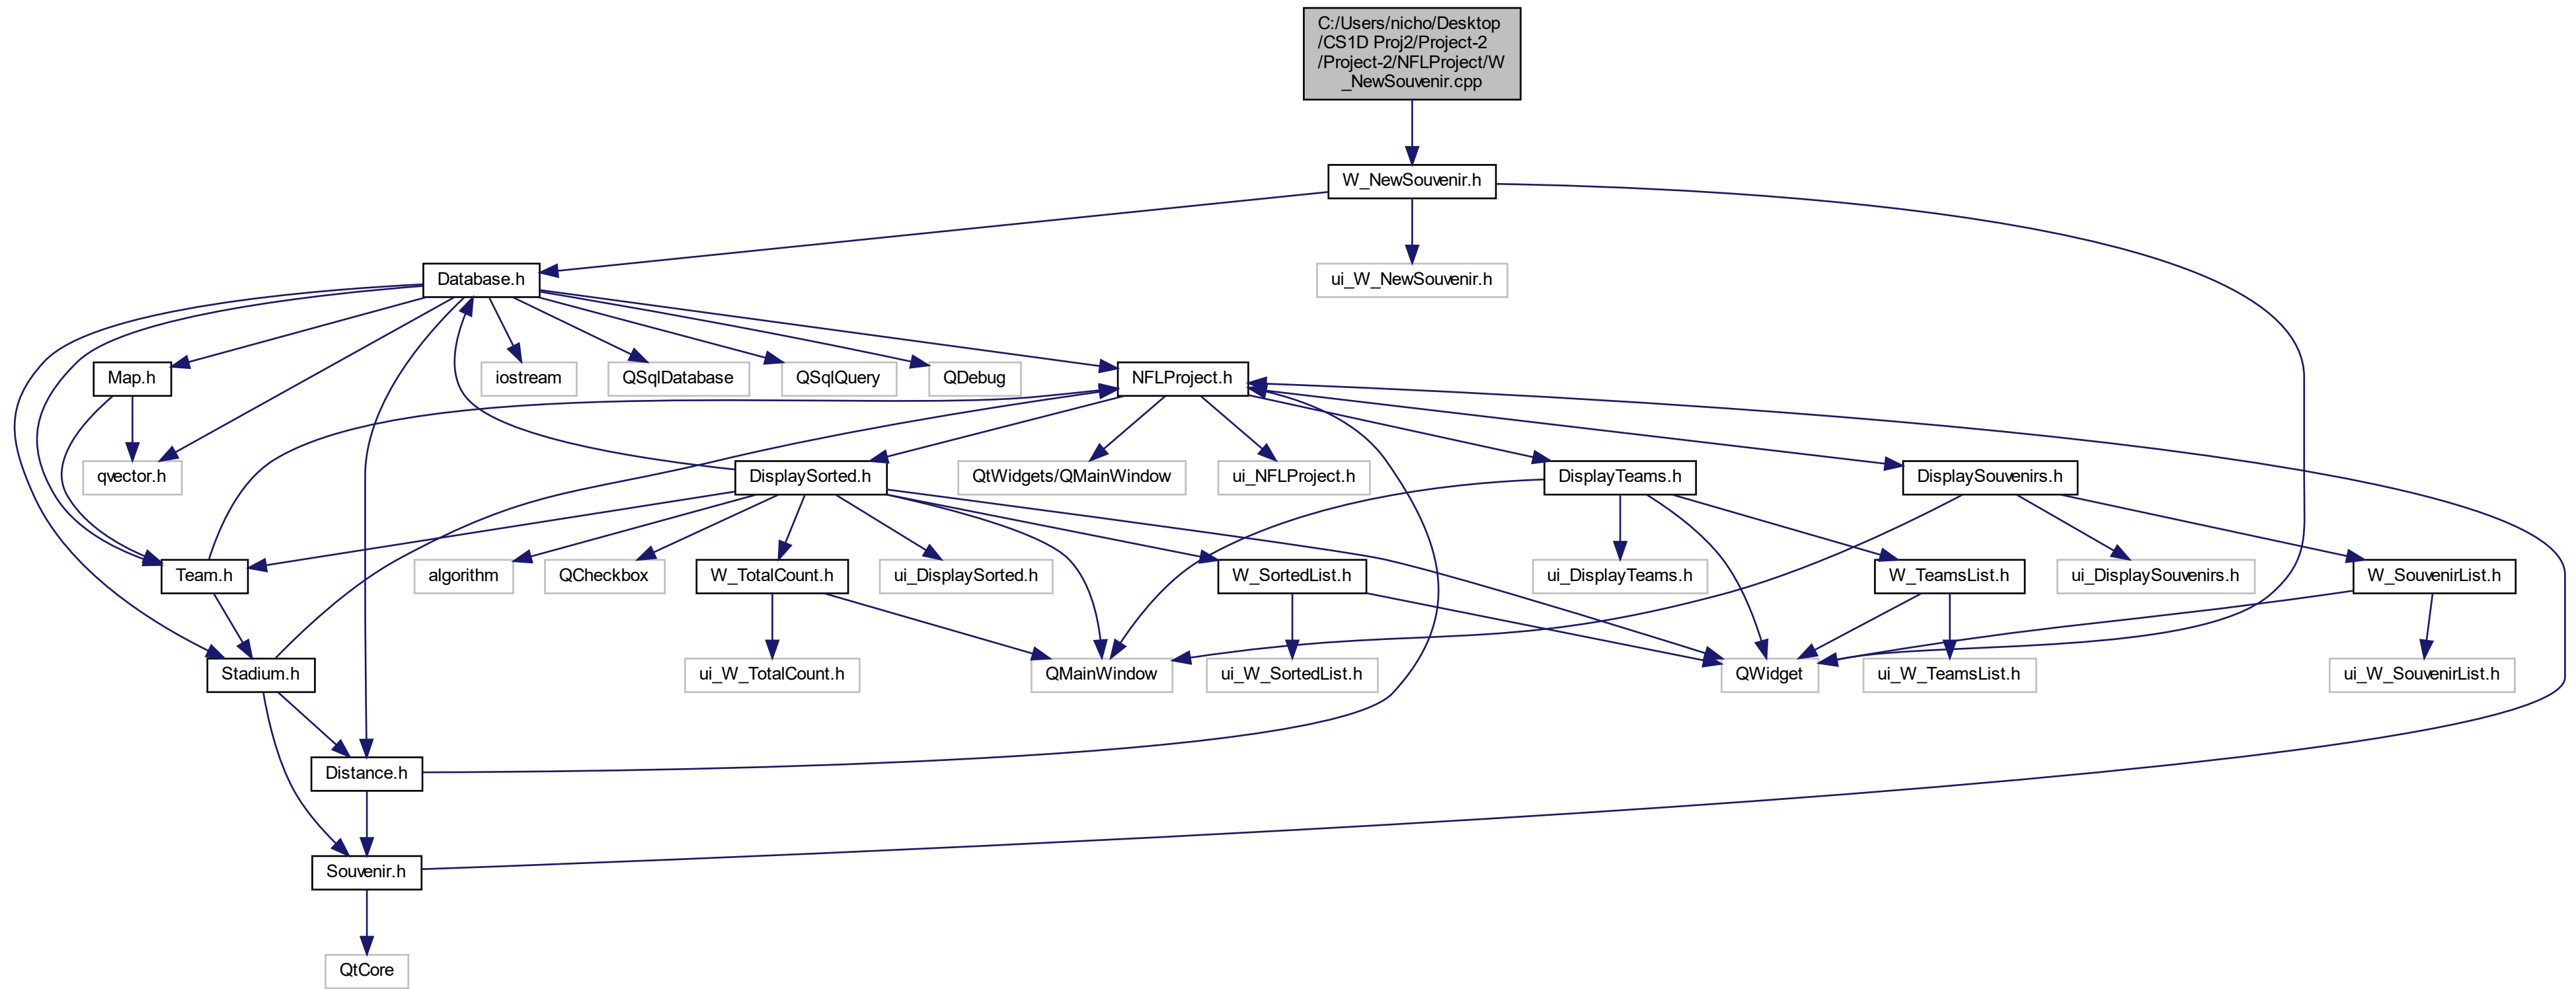 C:/Users/nicho/Desktop
/CS1D Proj2/Project-2
/Project-2/NFLProject/W
_NewSouvenir.cpp
W_NewSouvenir.h
Database.h
ui_W_NewSouvenir.h
Map.h
iostream
QSqlDatabase
QSqlQuery
QDebug
NFLProject.h
qvector.h
DisplaySorted.h
QtWidgets/QMainWindow
ui_NFLProject.h
DisplayTeams.h
DisplaySouvenirs.h
Team.h
algorithm
QCheckbox
W_TotalCount.h
ui_DisplaySorted.h
W_SortedList.h
ui_DisplayTeams.h
W_TeamsList.h
ui_DisplaySouvenirs.h
W_SouvenirList.h
Stadium.h
ui_W_TotalCount.h
QMainWindow
ui_W_SortedList.h
QWidget
ui_W_TeamsList.h
ui_W_SouvenirList.h
Distance.h
Souvenir.h
QtCore